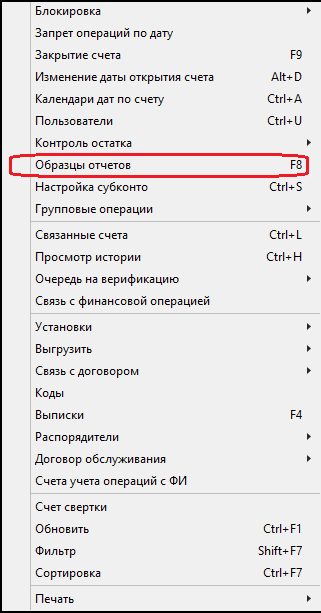 Блокировка
Запрет операций по дату
Закрытие счета F9
Изменение даты открытия счета Alt+D
Календари дат по счету Ctrl+A
Пользователи Ctrl+U
Контроль остатка
Образцы отчетов F8
Настройка субконто Ctrl+S
Групповые операции
Связанные счета Ctrl+L
Просмотр истории Ctrl+H
Очередь на верификацию
Связь с финансовой операцией
Установки
Выгрузить
Связь с договором
Коды
Выписки F4
Распорядители
Договор обслуживания
Счета учета операций с ФИ
Счет свертки
Обновить Ctrl+F1
Фильтр Shift+F7
Сортировка Ctrl+F7
Печать